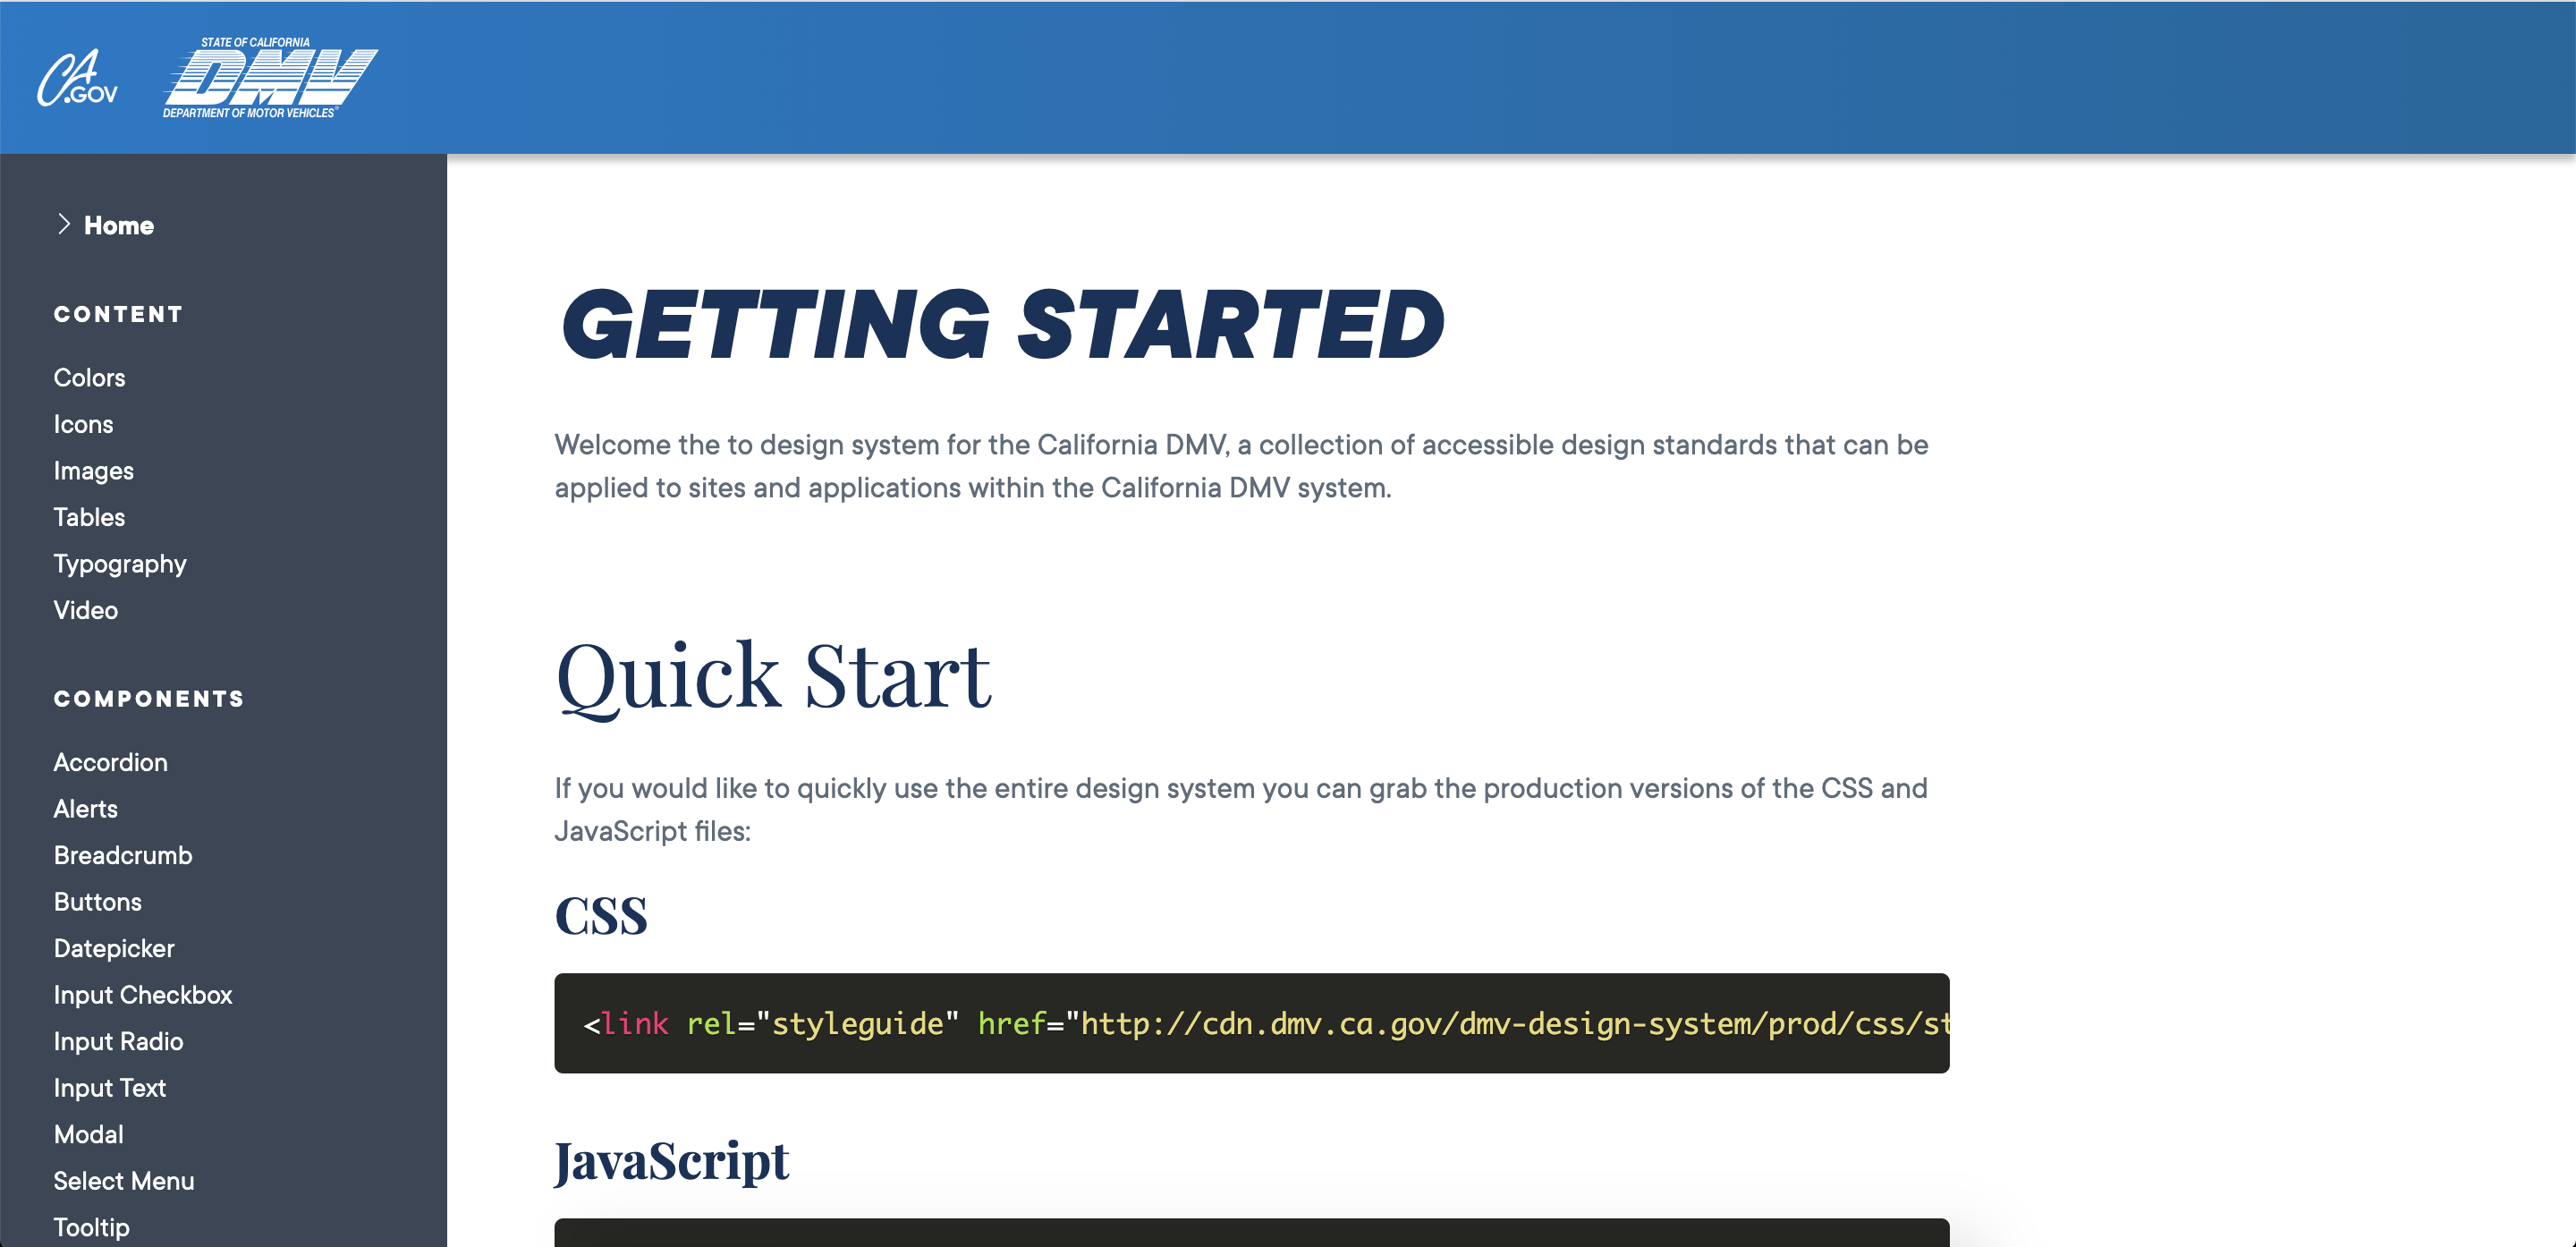 CA.GOV
STATE OF CALIFORNIA
DMV
DEPARTMENT OF MOTOR VEHICLES®
Home
CONTENT
Colors
Icons
Images
Tables
Typography
Video
COMPONENTS
Accordion
Alerts
Breadcrumb
Buttons
Datepicker
Input Checkbox
Input Radio
Input Text
Modal
Select Menu
Tooltip
GETTING STARTED
Welcome the to design system for the California DMV, a collection of accessible design standards that can be
applied to sites and applications within the California DMV system.
Quick Start
If you would like to quickly use the entire design system you can grab the production versions of the CSS and
JavaScript files:
CSS
<link rel="styleguide" href="http://cdn.dmv.ca.gov/dmv-design-system/prod/css/st
JavaScript